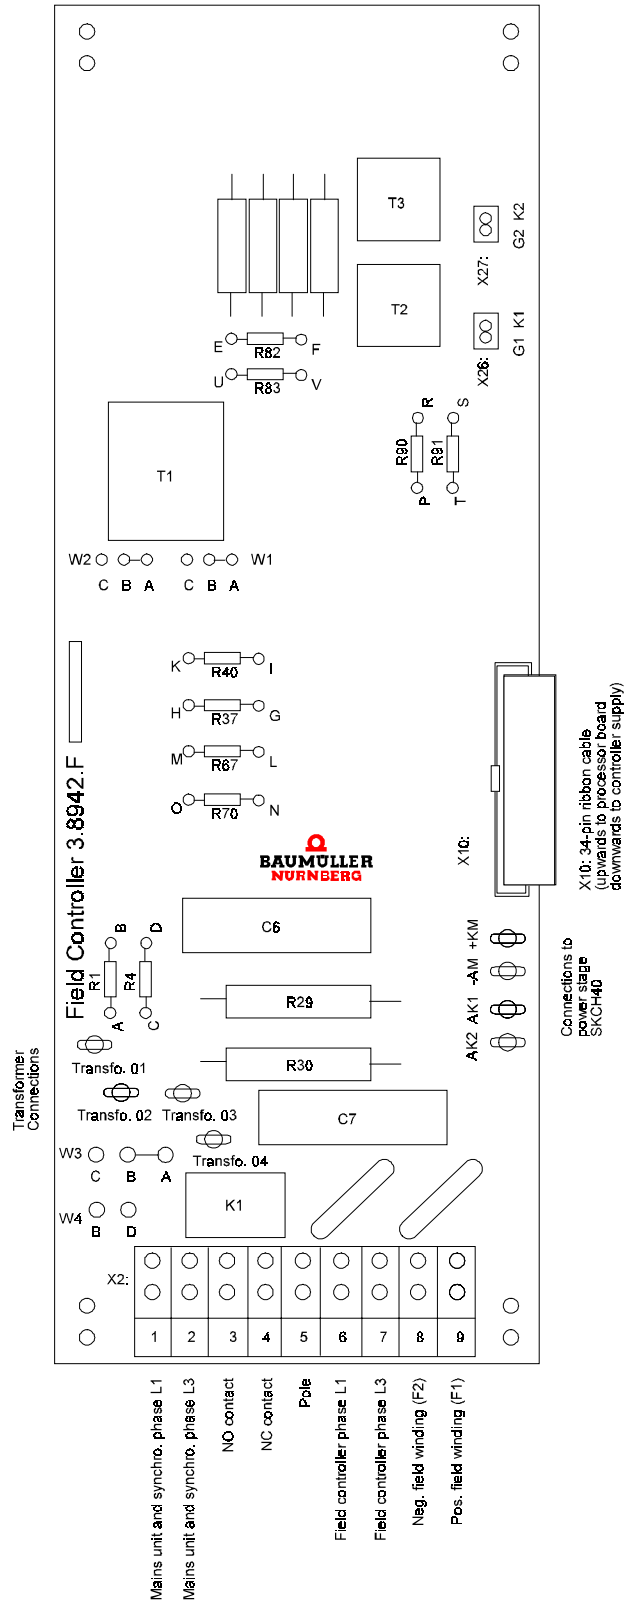 T3
G2 K2
X27:
T2
G1 K1
X26:
E
F
R82
U
V
R83
R
S
R90
R91
P
T
T1
W2
W1
C B A
C B A
K
I
R40
H
G
R37
M
L
R67
O
N
R70
Field Controller 3.8942.F
BAUMÜLLER
NÜRNBERG
X10:
X10: 34-pin ribbon cable
(upwards to processor board
downwards to controller supply)
C6
B
D
R1
R4
A
C
R29
R30
C7
+KM
-AM
AK1
AK2
Connections to
power stage
SKCH40
Transformer
Connections
Transfo. 01
Transfo. 02
Transfo. 03
Transfo. 04
W3
C B A
W4
B D
K1
X2:
1 2 3 4 5 6 7 8 9
Mains unit and synchro. phase L1
Mains unit and synchro. phase L3
NO contact
NC contact
Pole
Field controller phase L1
Field controller phase L3
Neg. field winding (F2)
Pos. field winding (F1)